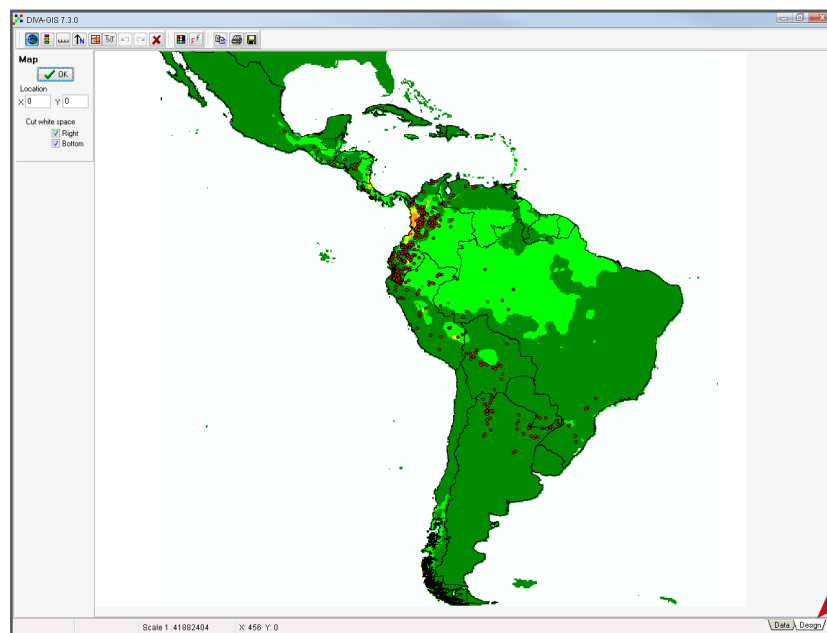 DIVA-GIS 7.3.0
Map
OK
Location
X 0 Y 0
Cut white space
Right
Bottom
Scale 1 :41882404 X: 456 Y: 0
Data Design